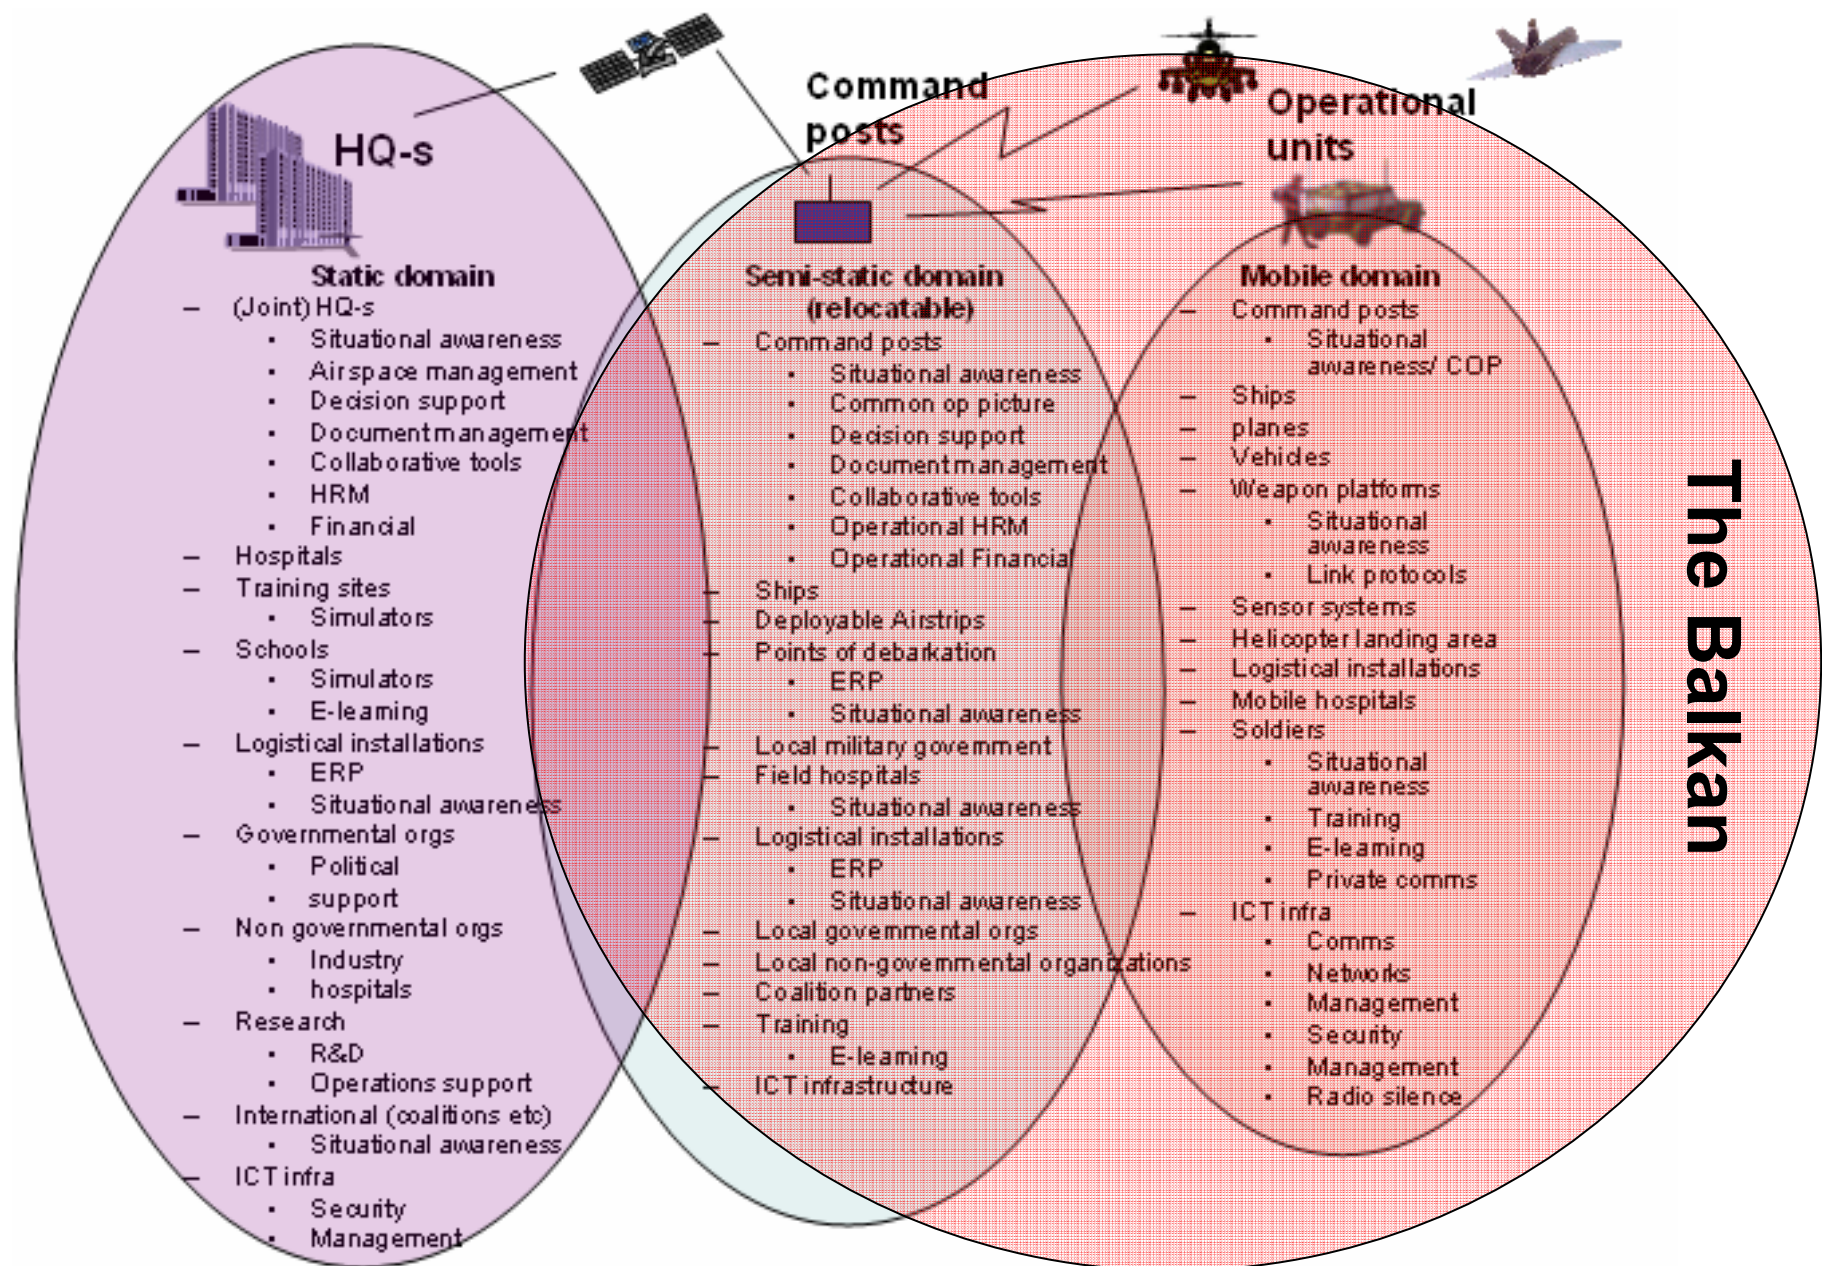 HQ-s
Static domain
– (Joint) HQ-s
▪ Situational awareness
▪ Airspace management
▪ Decision support
▪ Document management
▪ Collaborative tools
▪ HRM
▪ Financial
– Hospitals
– Training sites
▪ Simulators
– Schools
▪ Simulators
▪ E-learning
– Logistical installations
▪ ERP
▪ Situational awareness
– Governmental orgs
▪ Political
▪ support
– Non governmental orgs
▪ Industry
▪ hospitals
– Research
▪ R&D
▪ Operations support
– International (coalitions etc)
▪ Situational awareness
– ICT infra
▪ Security
▪ Management
Command
posts
Semi-static domain
(relocatable)
– Command posts
▪ Situational awareness
▪ Common op picture
▪ Decision support
▪ Document management
▪ Collaborative tools
▪ Operational HRM
▪ Operational Financial
– Ships
– Deployable Airstrips
– Points of debarkation
▪ ERP
▪ Situational awareness
– Local military government
– Field hospitals
▪ Situational awareness
– Logistical installations
▪ ERP
▪ Situational awareness
– Local governmental orgs
– Local non-governmental organizations
– Coalition partners
– Training
▪ E-learning
– ICT infrastructure
Operational
units
Mobile domain
– Command posts
▪ Situational
awareness/ COP
– Ships
– planes
– Vehicles
– Weapon platforms
▪ Situational
awareness
▪ Link protocols
– Sensor systems
– Helicopter landing area
– Logistical installations
– Mobile hospitals
– Soldiers
▪ Situational
awareness
▪ Training
▪ E-learning
▪ Private comms
– ICT infra
▪ Comms
▪ Networks
▪ Management
▪ Security
▪ Management
▪ Radio silence
The Balkan